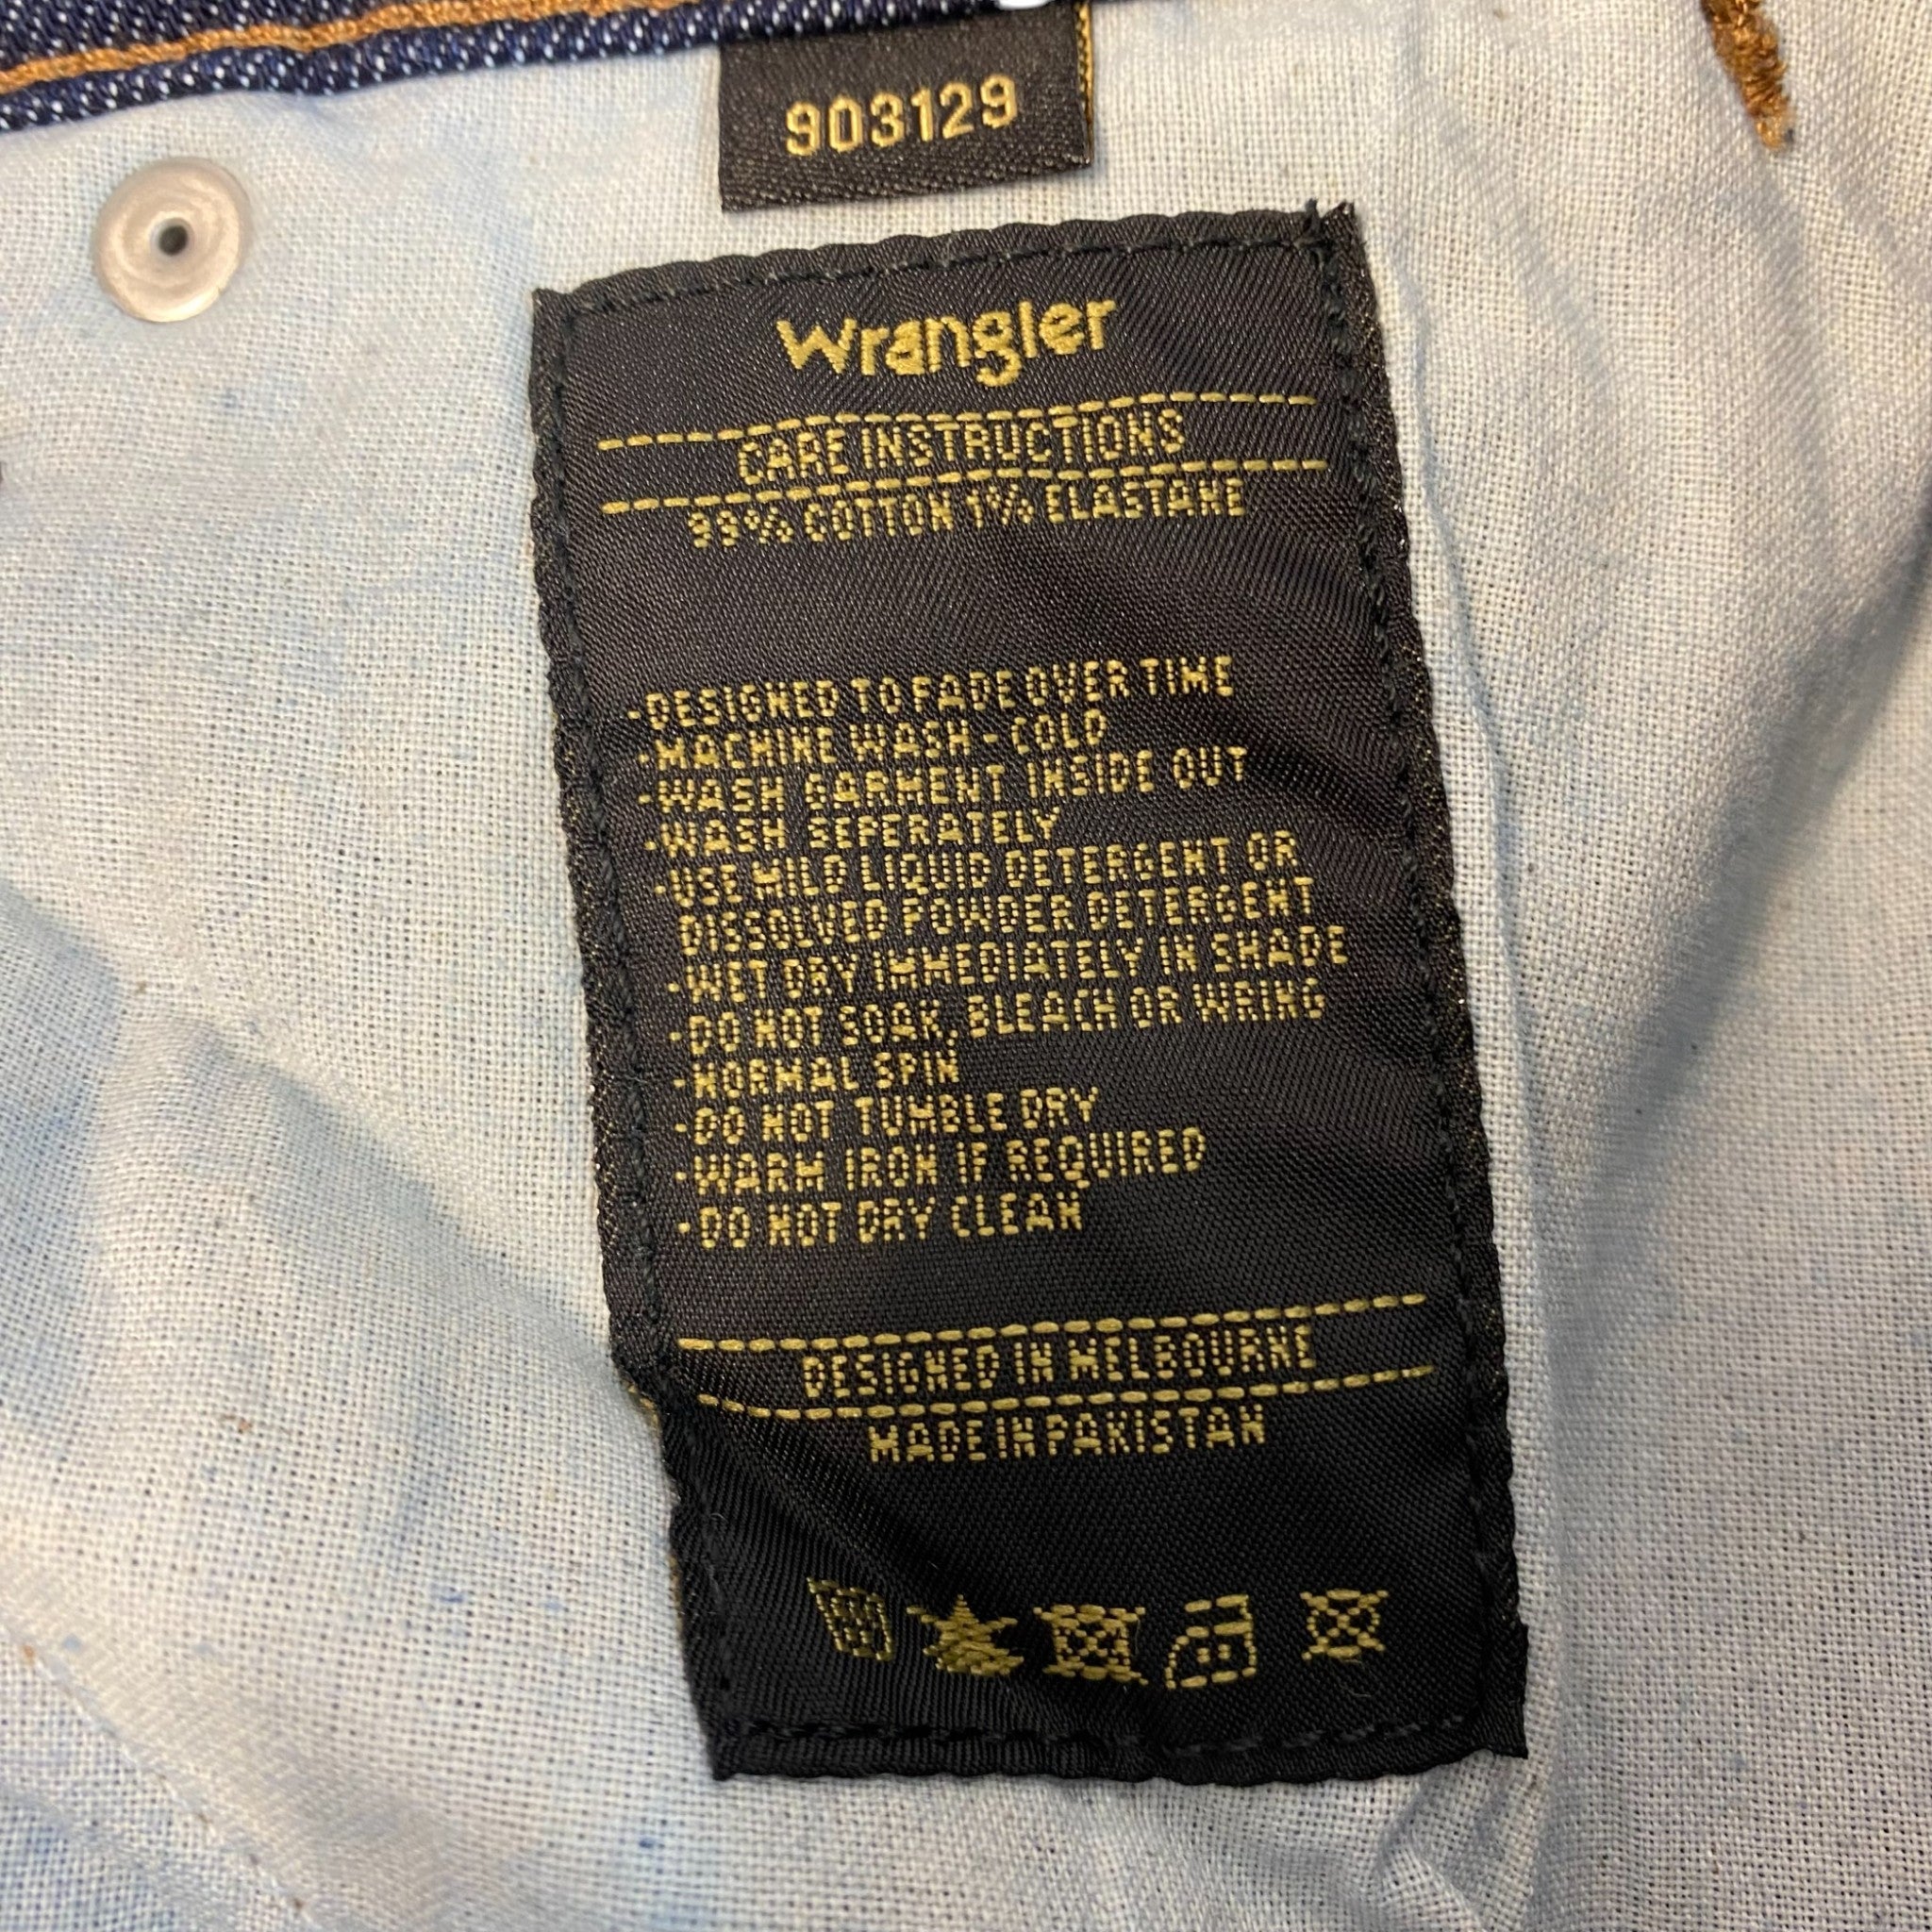 903129
Wrangler
CARE INSTRUCTIONS
99% COTTON 1% ELASTANE
·DESIGNED TO FADE OVER TIME
·MACHINE WASH - COLD
·WASH GARMENT INSIDE OUT
·WASH SEPERATELY
·USE MILD LIQUID DETERGENT OR
DISSOLVED POWDER DETERGENT
·WET DRY IMMEDIATELY IN SHADE
·DO NOT SOAK, BLEACH OR WRING
·NORMAL SPIN
·DO NOT TUMBLE DRY
·WARM IRON IF REQUIRED
·DO NOT DRY CLEAN
DESIGNED IN MELBOURNE
MADE IN PAKISTAN